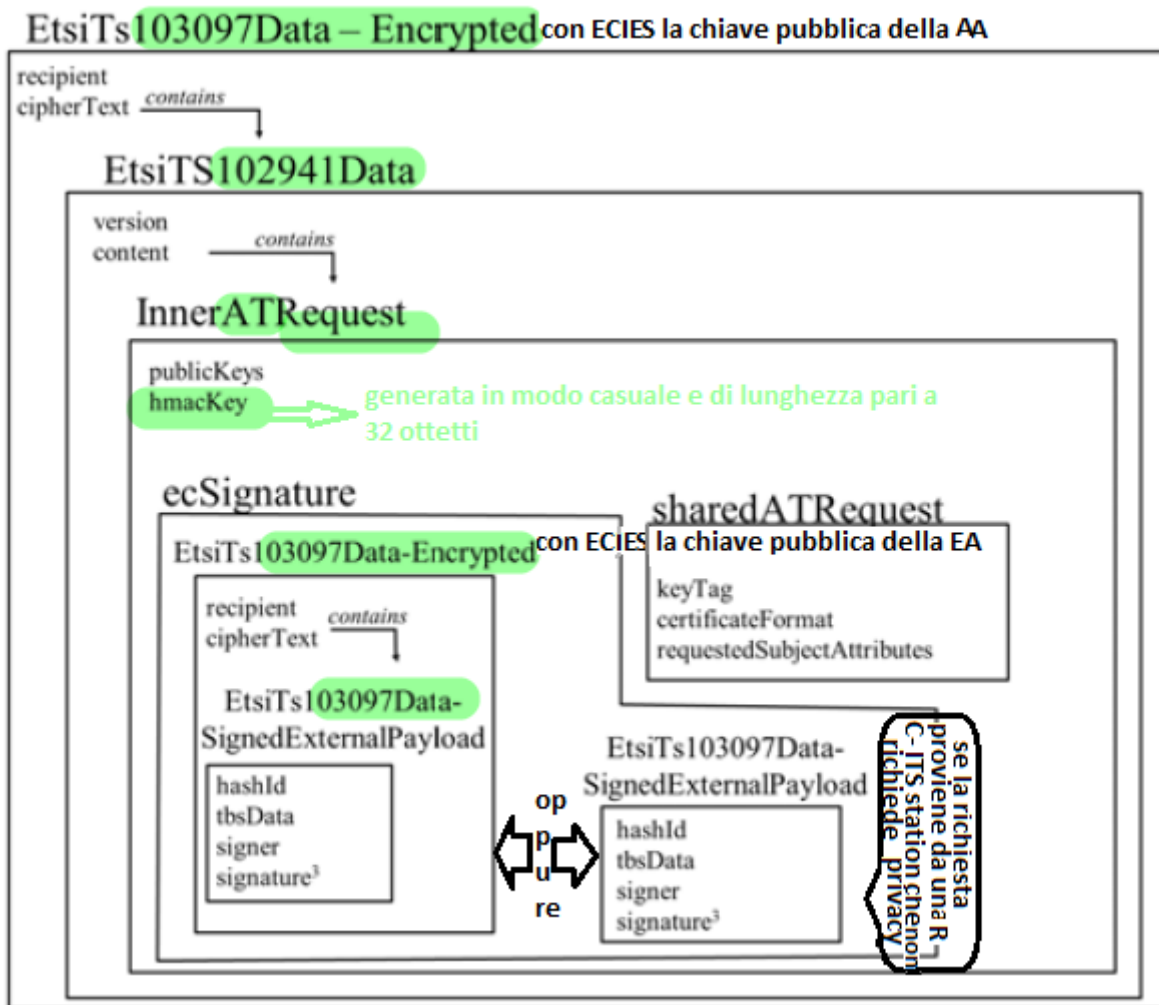 EtsiTs103097Data – Encrypted con ECIES la chiave pubblica della AA
recipient
cipherText contains
EtsiTS102941Data
version
content contains
InnerATRequest
publicKeys
hmacKey
generata in modo casuale e di lunghezza pari a
32 ottetti
ecSignature
sharedATRequest
EtsiTs103097Data-Encrypted con ECIES la chiave pubblica della EA
recipient
cipherText contains
keyTag
certificateFormat
requestedSubjectAttributes
EtsiTs103097Data-
SignedExternalPayload
hashId
tbsData
signer
signature³
op
p
u
re
EtsiTs103097Data-
SignedExternalPayload
hashId
tbsData
signer
signature³
se la richiesta
proviene da una R
C- ITS station chenon
richiede privacy